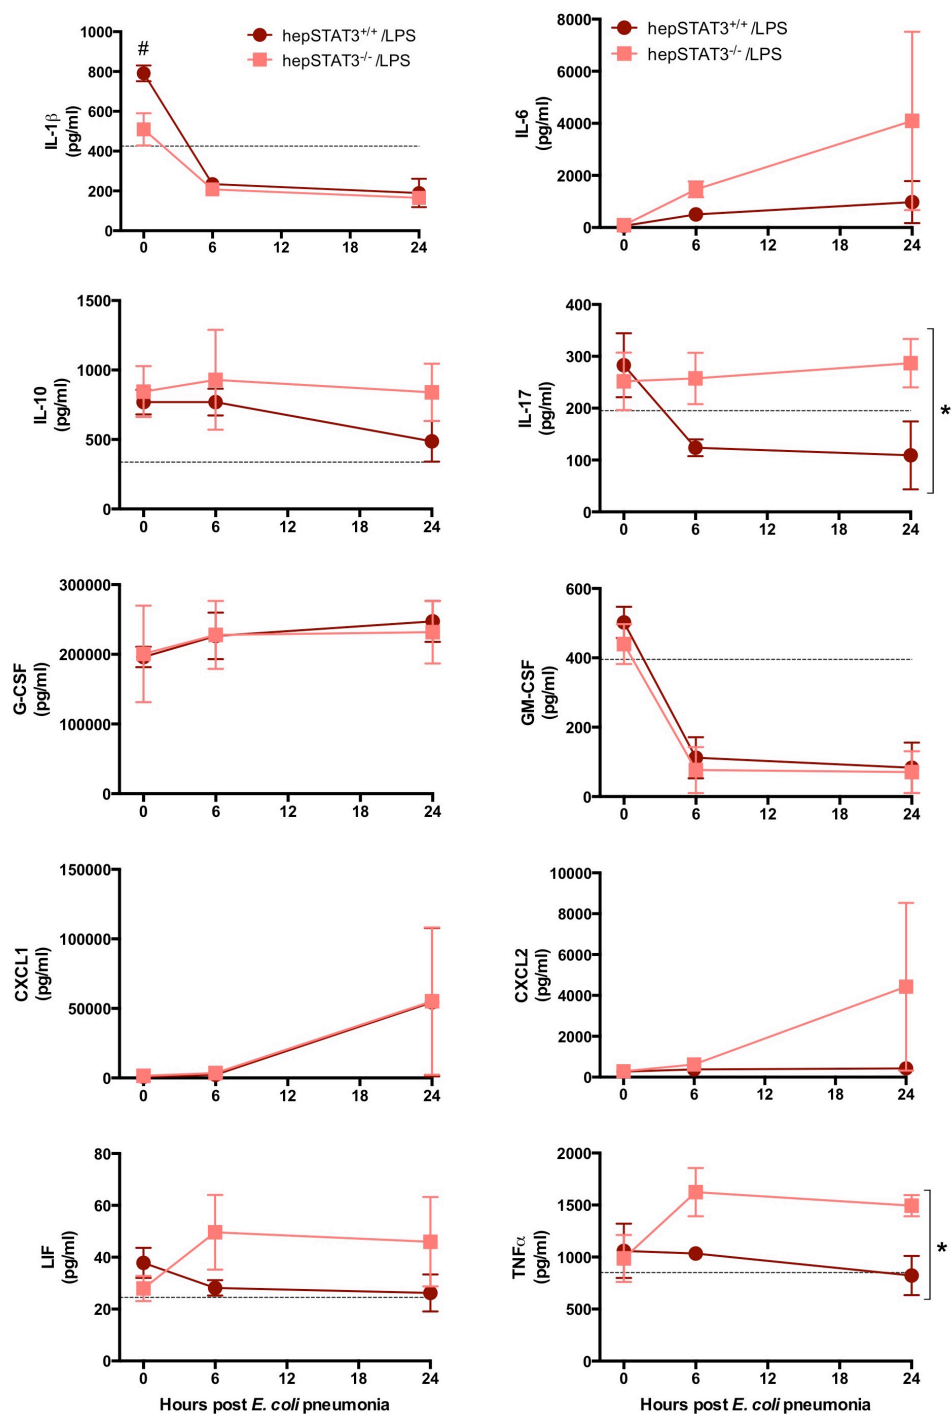 hepSTAT3+/+ /LPS
hepSTAT3-/- /LPS
#
IL-1β
(pg/ml)
1000
800
600
400
200
0
0 6 12 18 24
hepSTAT3+/+ /LPS
hepSTAT3-/- /LPS
IL-6
(pg/ml)
8000
6000
4000
2000
0
0 6 12 18 24
IL-10
(pg/ml)
1500
1000
500
0
0 6 12 18 24
IL-17
(pg/ml)
400
300
200
100
0
0 6 12 18 24
*
G-CSF
(pg/ml)
300000
200000
100000
0
0 6 12 18 24
GM-CSF
(pg/ml)
600
400
200
0
0 6 12 18 24
CXCL1
(pg/ml)
150000
100000
50000
0
0 6 12 18 24
CXCL2
(pg/ml)
10000
8000
6000
4000
2000
0
0 6 12 18 24
LIF
(pg/ml)
80
60
40
20
0
0 6 12 18 24
Hours post E. coli pneumonia
TNFα
(pg/ml)
2000
1500
1000
500
0
0 6 12 18 24
*
Hours post E. coli pneumonia